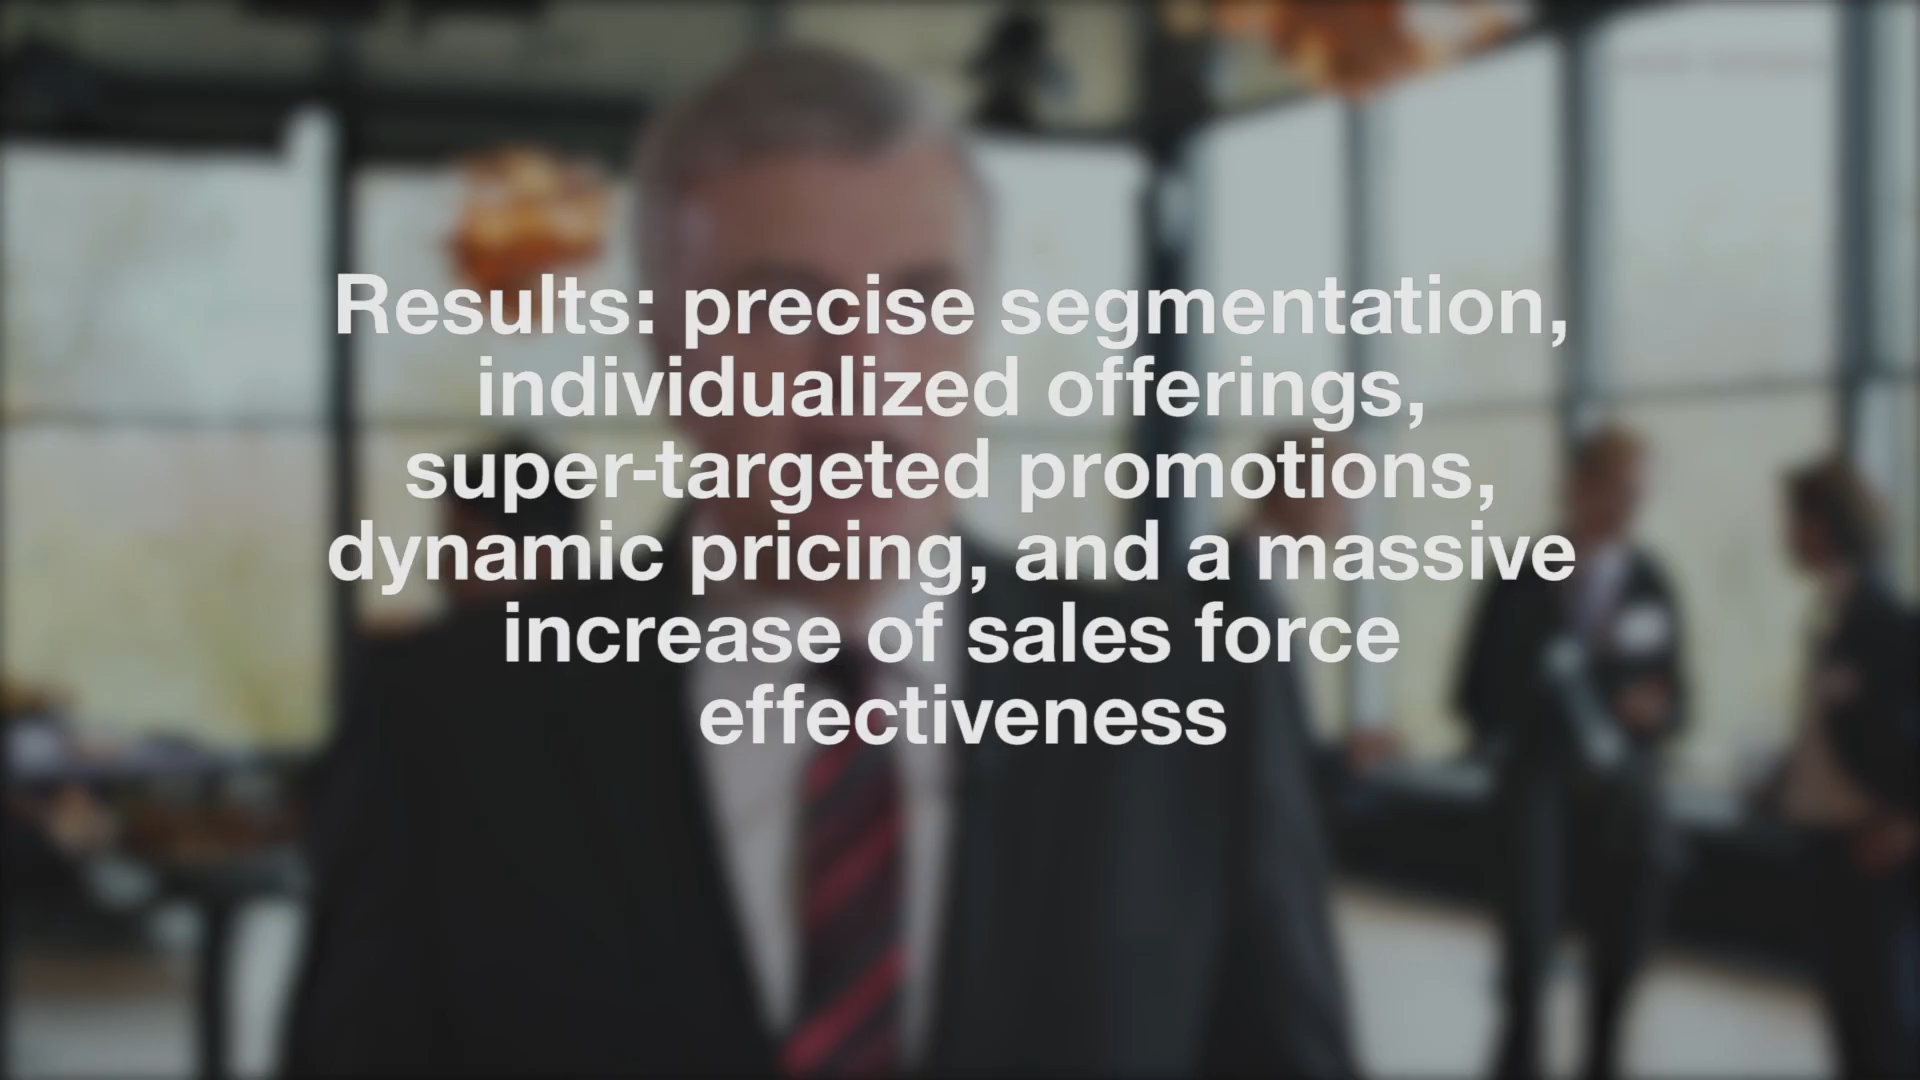 Results: precise segmentation,
individualized offerings,
super-targeted promotions,
dynamic pricing, and a massive
increase of sales force
effectiveness